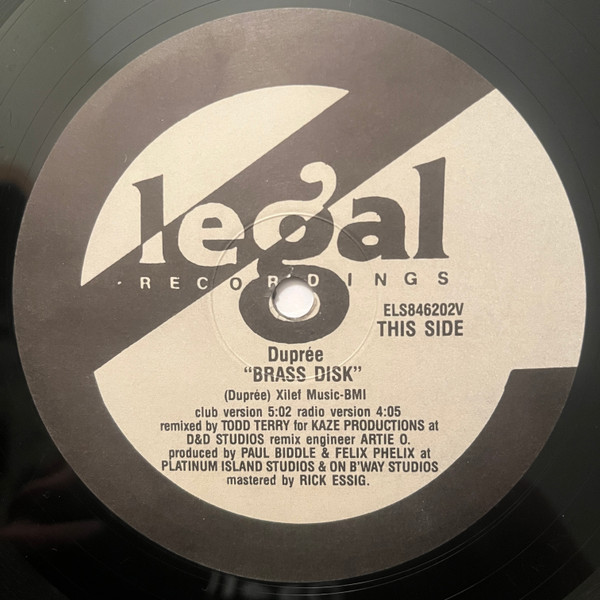 legal
RECORDINGS
ELS846202V
THIS SIDE
Duprée
"BRASS DISK"
(Duprée) Xilef Music-BMI
club version 5:02 radio version 4:05
remixed by TODD TERRY for KAZE PRODUCTIONS at
D&D STUDIOS remix engineer ARTIE O.
produced by PAUL BIDDLE & FELIX PHELIX at
PLATINUM ISLAND STUDIOS & ON B'WAY STUDIOS
mastered by RICK ESSIG.